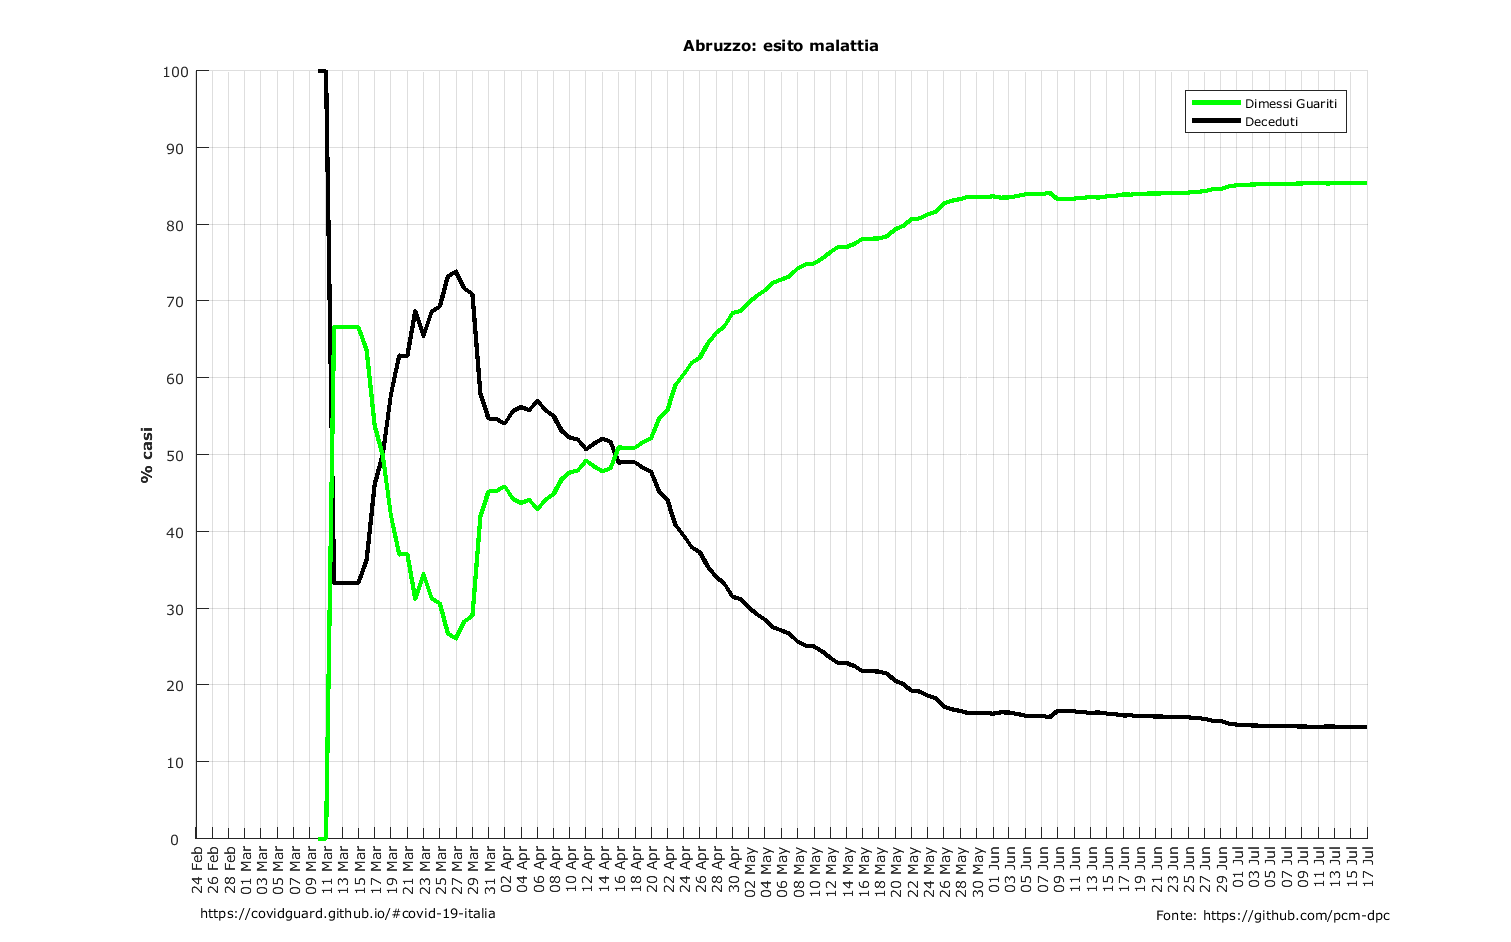 Abruzzo: esito malattia
Dimessi Guariti
Deceduti
% casi
100
90
80
70
60
50
40
30
20
10
0
24 Feb
26 Feb
28 Feb
01 Mar
03 Mar
05 Mar
07 Mar
09 Mar
11 Mar
13 Mar
15 Mar
17 Mar
19 Mar
21 Mar
23 Mar
25 Mar
27 Mar
29 Mar
31 Mar
02 Apr
04 Apr
06 Apr
08 Apr
10 Apr
12 Apr
14 Apr
16 Apr
18 Apr
20 Apr
22 Apr
24 Apr
26 Apr
28 Apr
30 Apr
02 May
04 May
06 May
08 May
10 May
12 May
14 May
16 May
18 May
20 May
22 May
24 May
26 May
28 May
30 May
01 Jun
03 Jun
05 Jun
07 Jun
09 Jun
11 Jun
13 Jun
15 Jun
17 Jun
19 Jun
21 Jun
23 Jun
25 Jun
27 Jun
29 Jun
01 Jul
03 Jul
05 Jul
07 Jul
09 Jul
11 Jul
13 Jul
15 Jul
17 Jul
https://covidguard.github.io/#covid-19-italia
Fonte: https://github.com/pcm-dpc